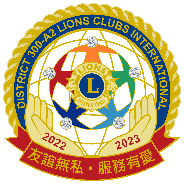 DISTRICT 300-A2 LIONS CLUBS INTERNATIONAL
LIONS
L
INTERNATIONAL
2022
2023
友誼無私·服務有愛